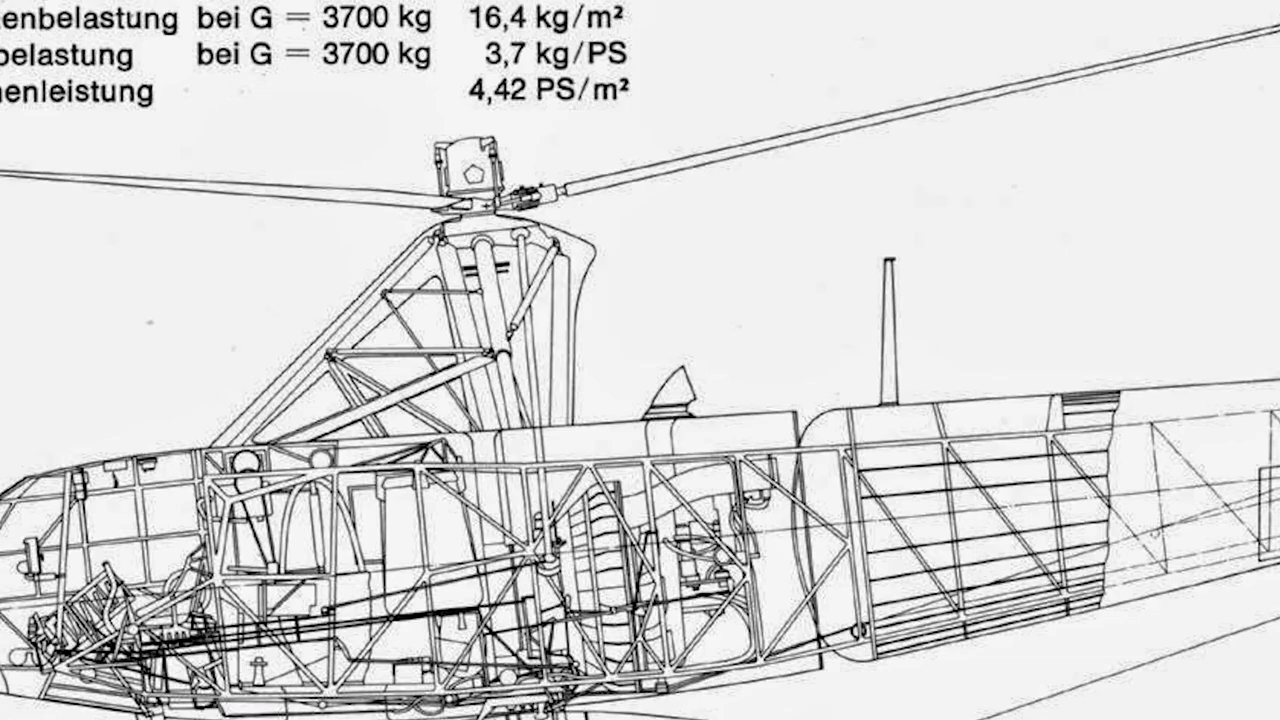 enbelastung bei G = 3700 kg 16,4 kg/m²
belastung bei G = 3700 kg 3,7 kg/PS
enleistung 4,42 PS/m²